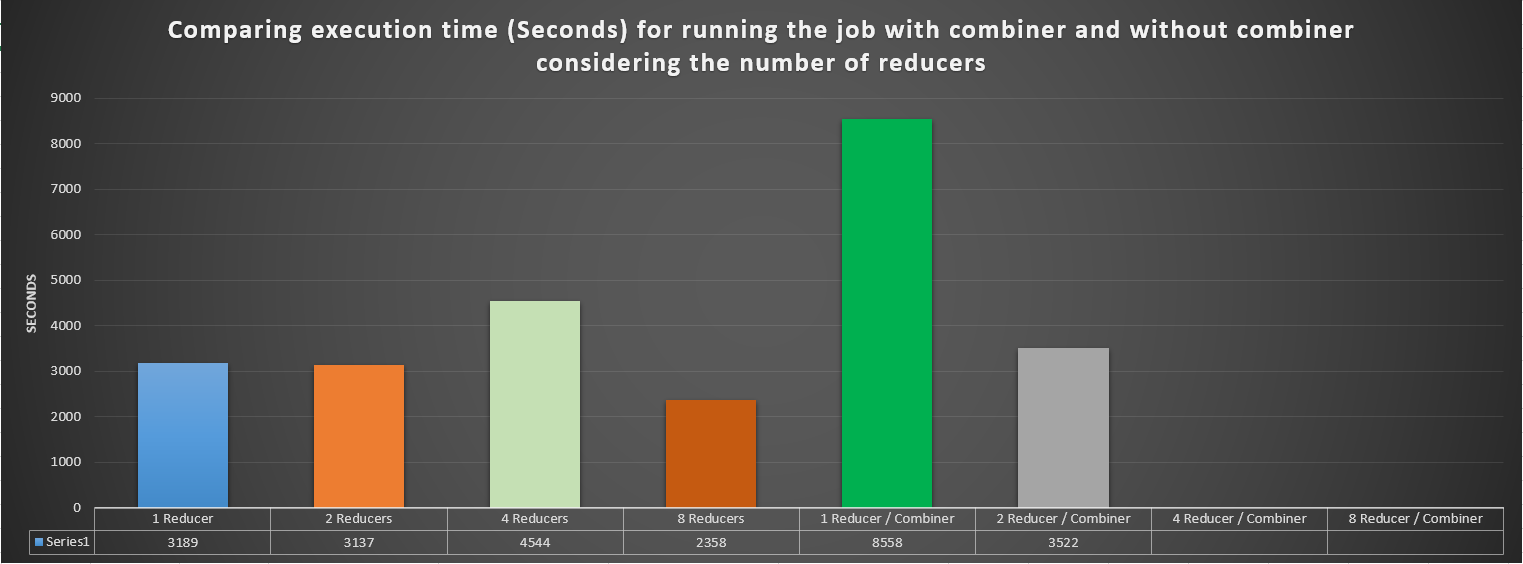 Comparing execution time (Seconds) for running the job with combiner and without combiner
considering the number of reducers
9000
8000
7000
6000
5000
4000
3000
2000
1000
0
SECONDS
1 Reducer 2 Reducers 4 Reducers 8 Reducers 1 Reducer / Combiner 2 Reducer / Combiner 4 Reducer / Combiner 8 Reducer / Combiner
Series1 3189 3137 4544 2358 8558 3522